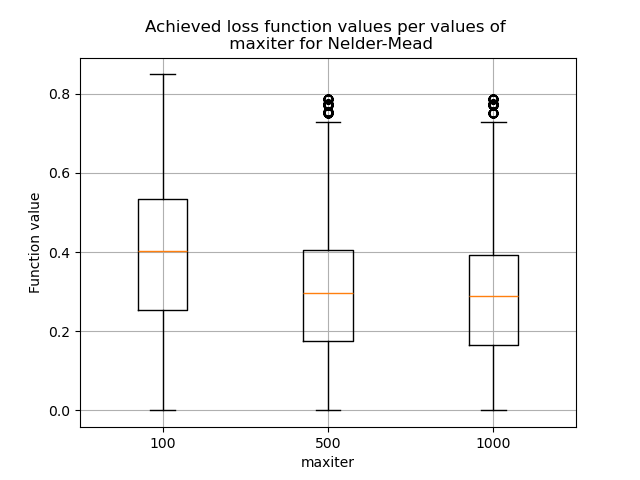 Achieved loss function values per values of
maxiter for Nelder-Mead
Function value
0.8
0.6
0.4
0.2
0.0
100
500
1000
maxiter